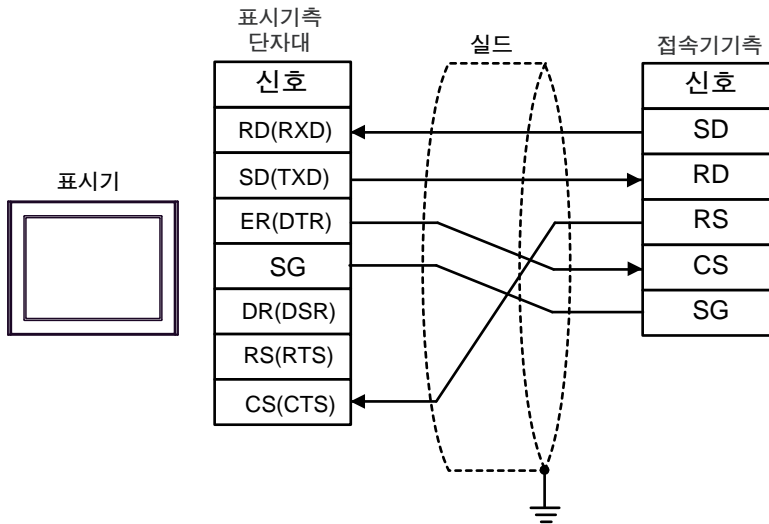 표시기측
단자대
실드
접속기기측
표시기
신호
RD(RXD)
SD(TXD)
ER(DTR)
SG
DR(DSR)
RS(RTS)
CS(CTS)
신호
SD
RD
RS
CS
SG